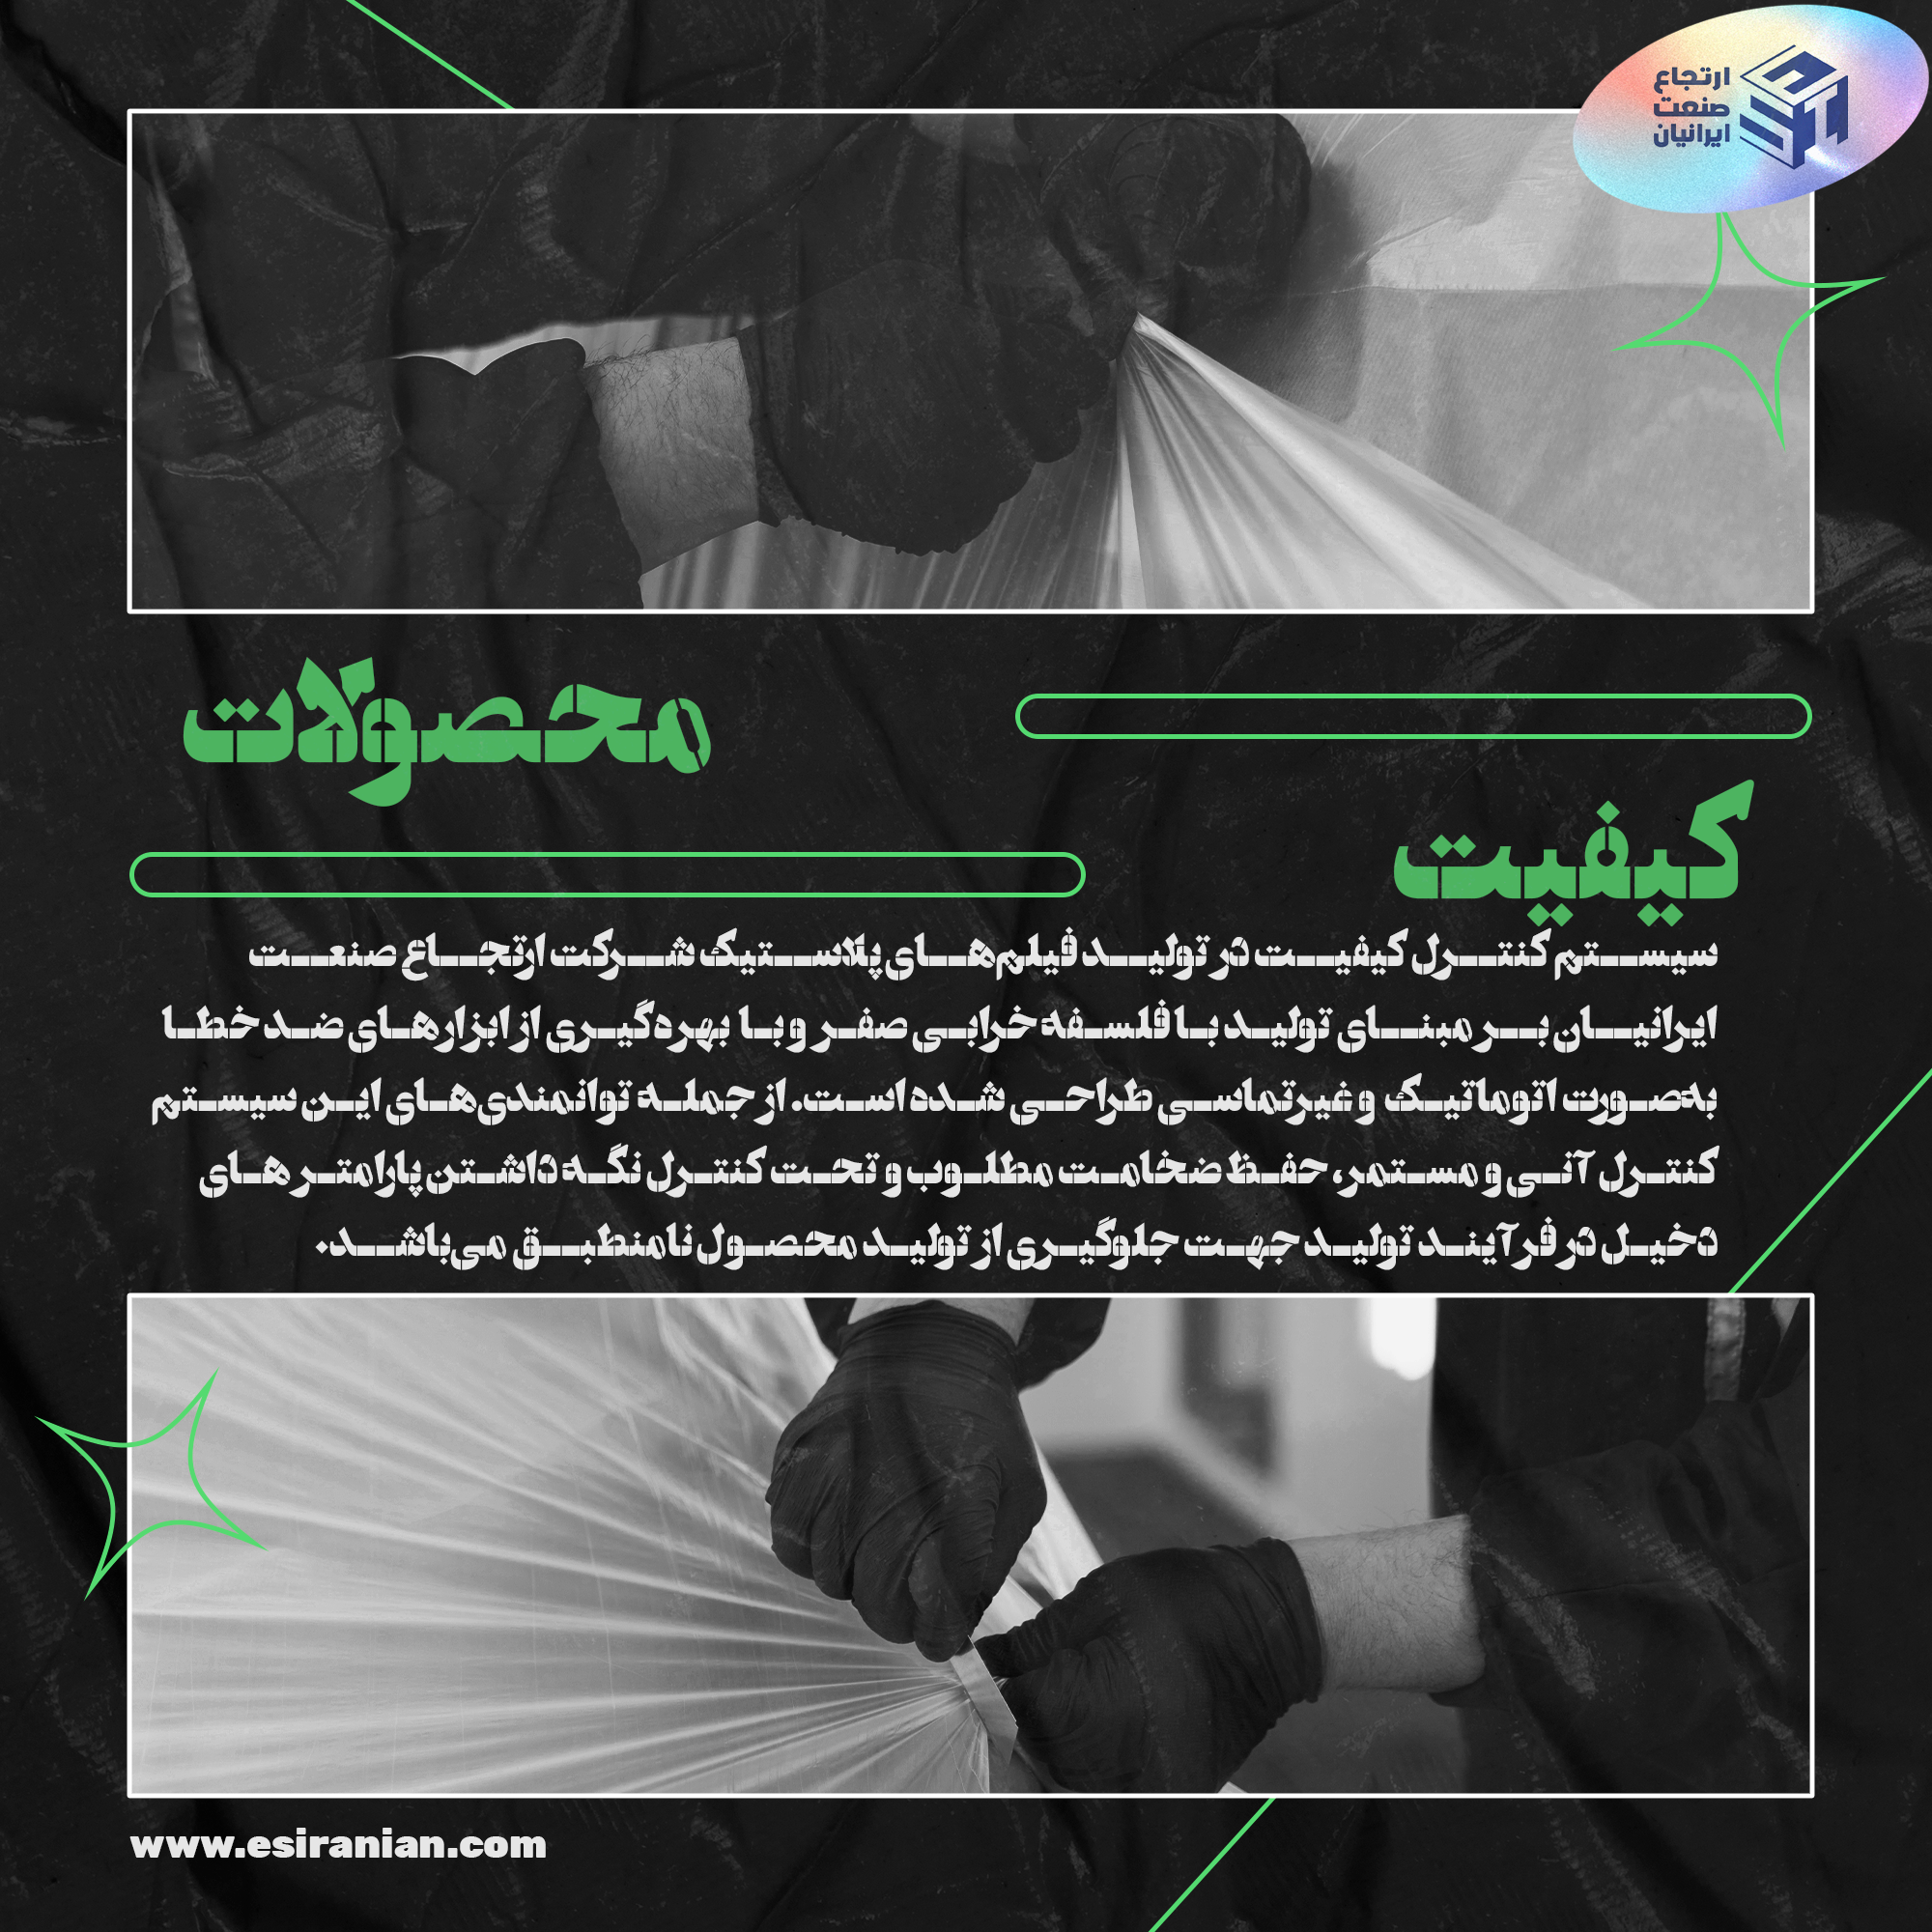 ارتجاع
صنعت
ایرانیان
محصولات
کیفیت
سیستم کنترل کیفیت در تولید فیلم‌های پلاستیک شرکت ارتجاع صنعت
ایرانیان بر مبنای تولید با فلسفه خرابی صفر و با بهره‌گیری از ابزارهای ضد خطا
به‌صورت اتوماتیک و غیرتماسی طراحی شده است. از جمله توانمندی‌های این سیستم
کنترل آنی و مستمر، حفظ ضخامت مطلوب و تحت کنترل نگه داشتن پارامتر های
دخیل در فرآیند تولید جهت جلوگیری از تولید محصول نامنطبق می‌باشد.
www.esiranian.com